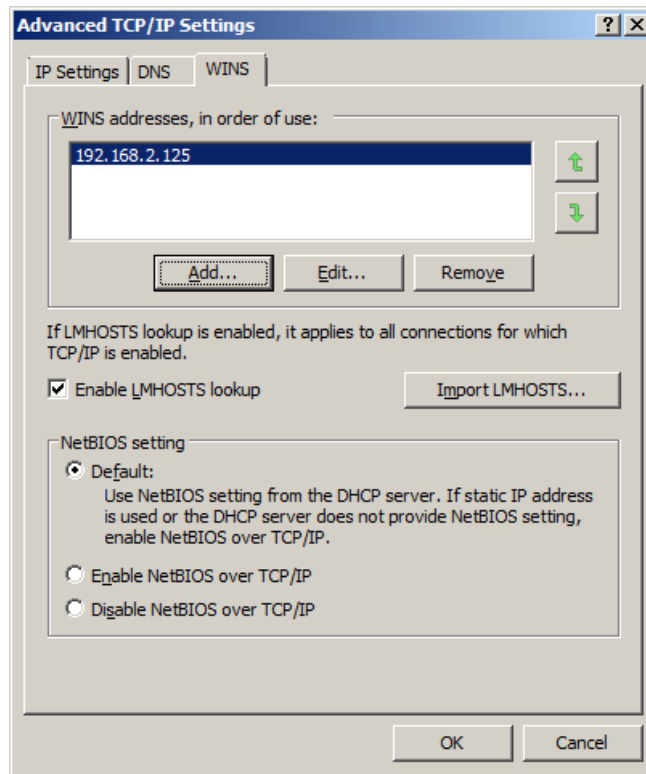 Advanced TCP/IP Settings
IP Settings DNS WINS
WINS addresses, in order of use:
192.168.2.125
Add... Edit... Remove
If LMHOSTS lookup is enabled, it applies to all connections for which
TCP/IP is enabled.
Enable LMHOSTS lookup Import LMHOSTS...
NetBIOS setting
Default:
Use NetBIOS setting from the DHCP server. If static IP address
is used or the DHCP server does not provide NetBIOS setting,
enable NetBIOS over TCP/IP.
Enable NetBIOS over TCP/IP
Disable NetBIOS over TCP/IP
OK Cancel